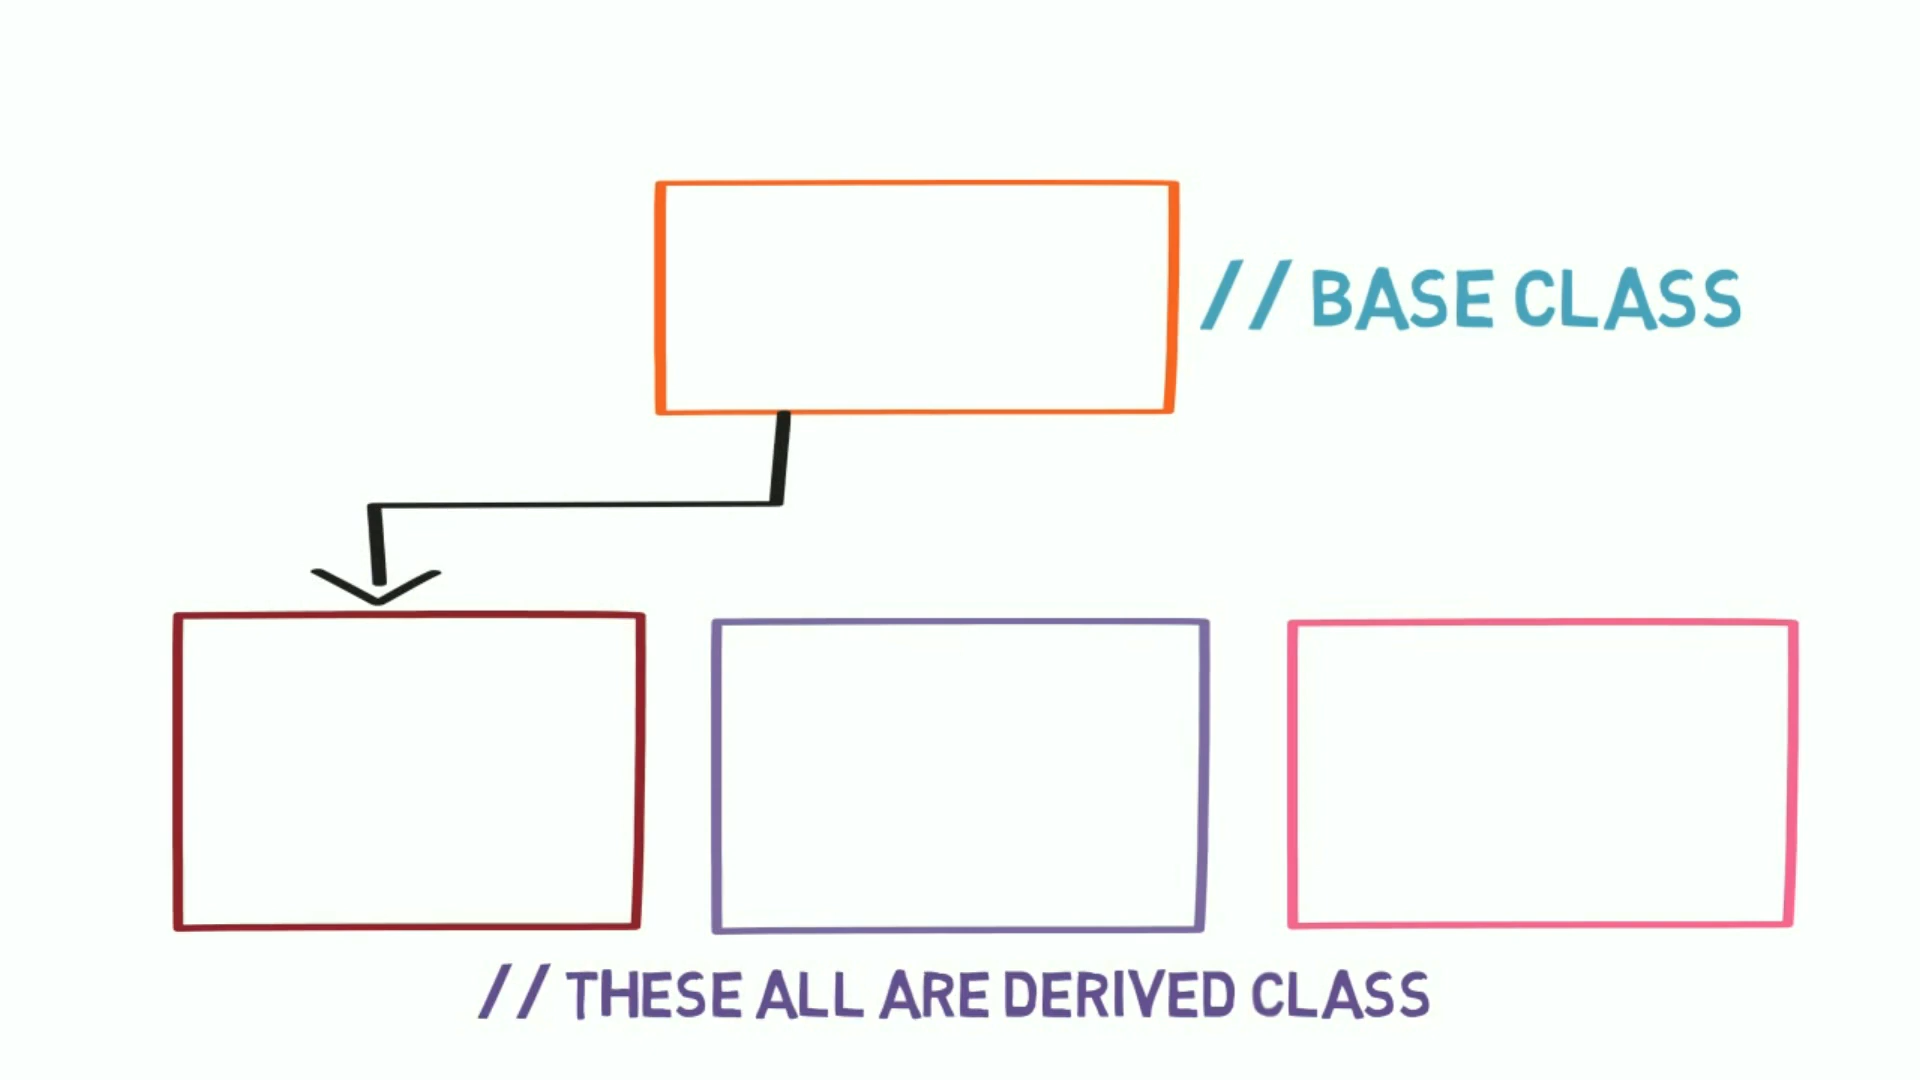 // BASE CLASS
// THESE ALL ARE DERIVED CLASS